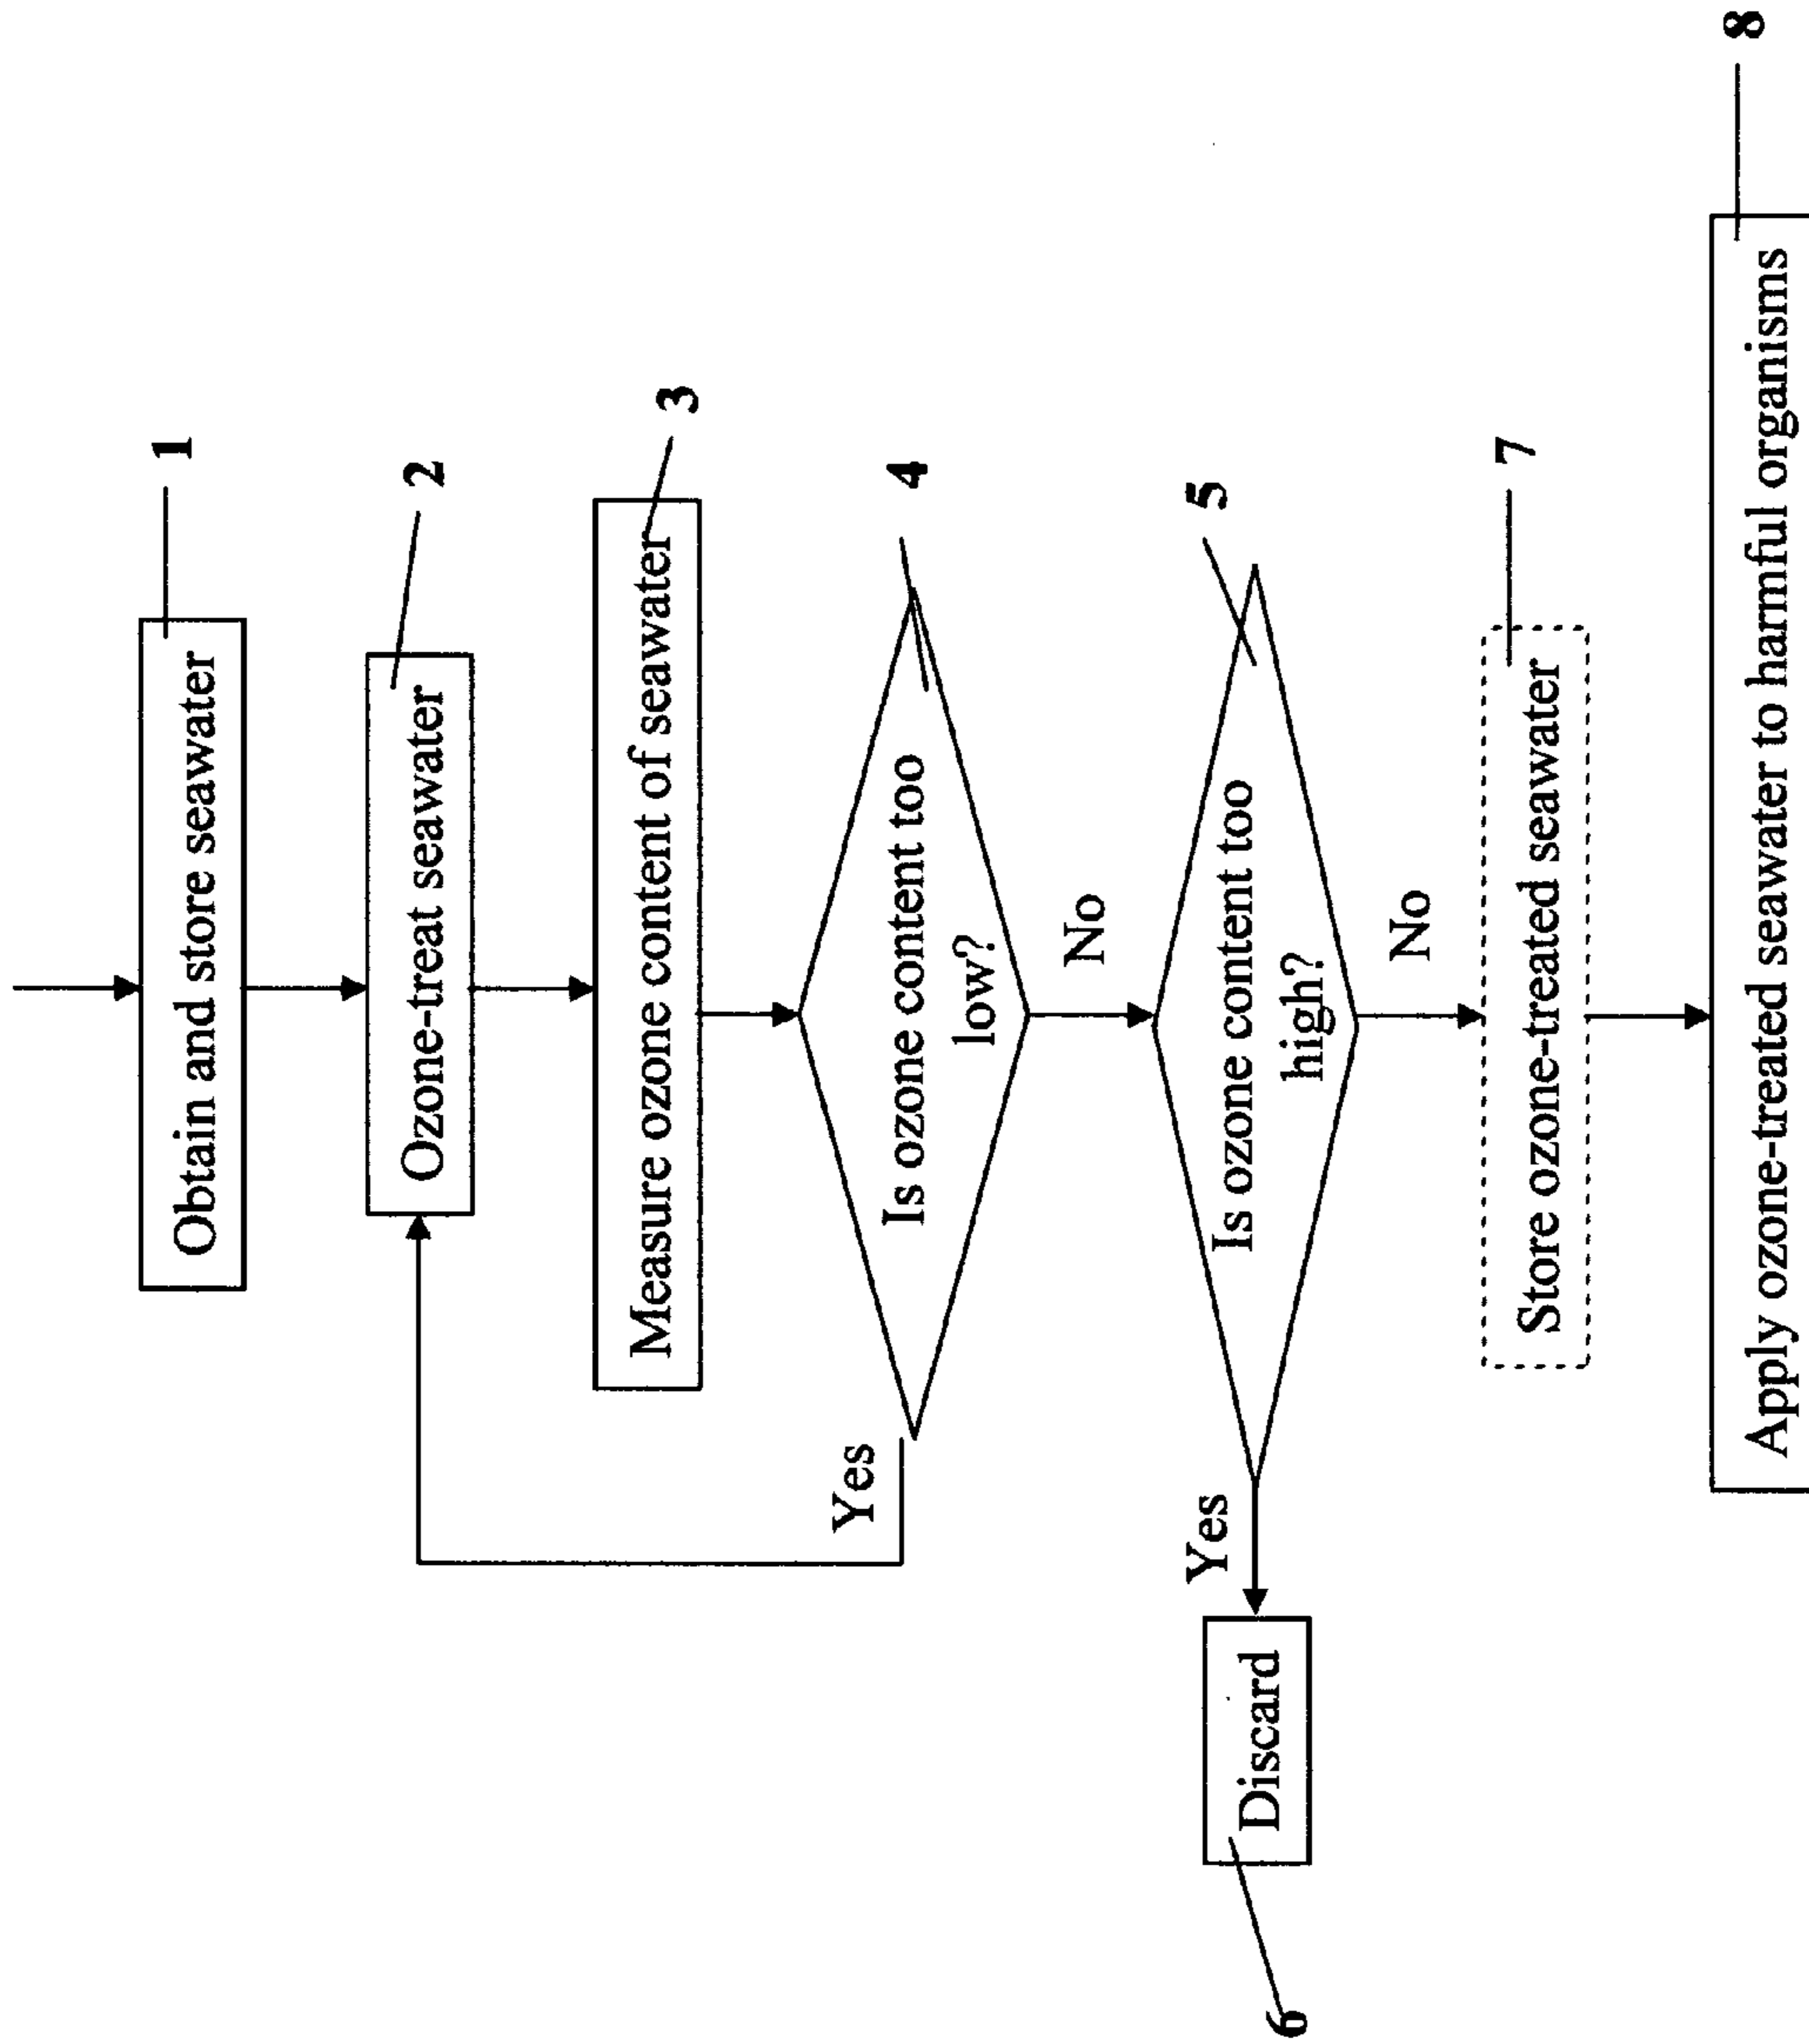 1
Obtain and store seawater
2
Ozone-treat seawater
3
Measure ozone content of seawater
4
Is ozone content too
low?
Yes
No
5
Is ozone content too
high?
Yes
No
6
Discard
7
Store ozone-treated seawater
8
Apply ozone-treated seawater to harmful organisms